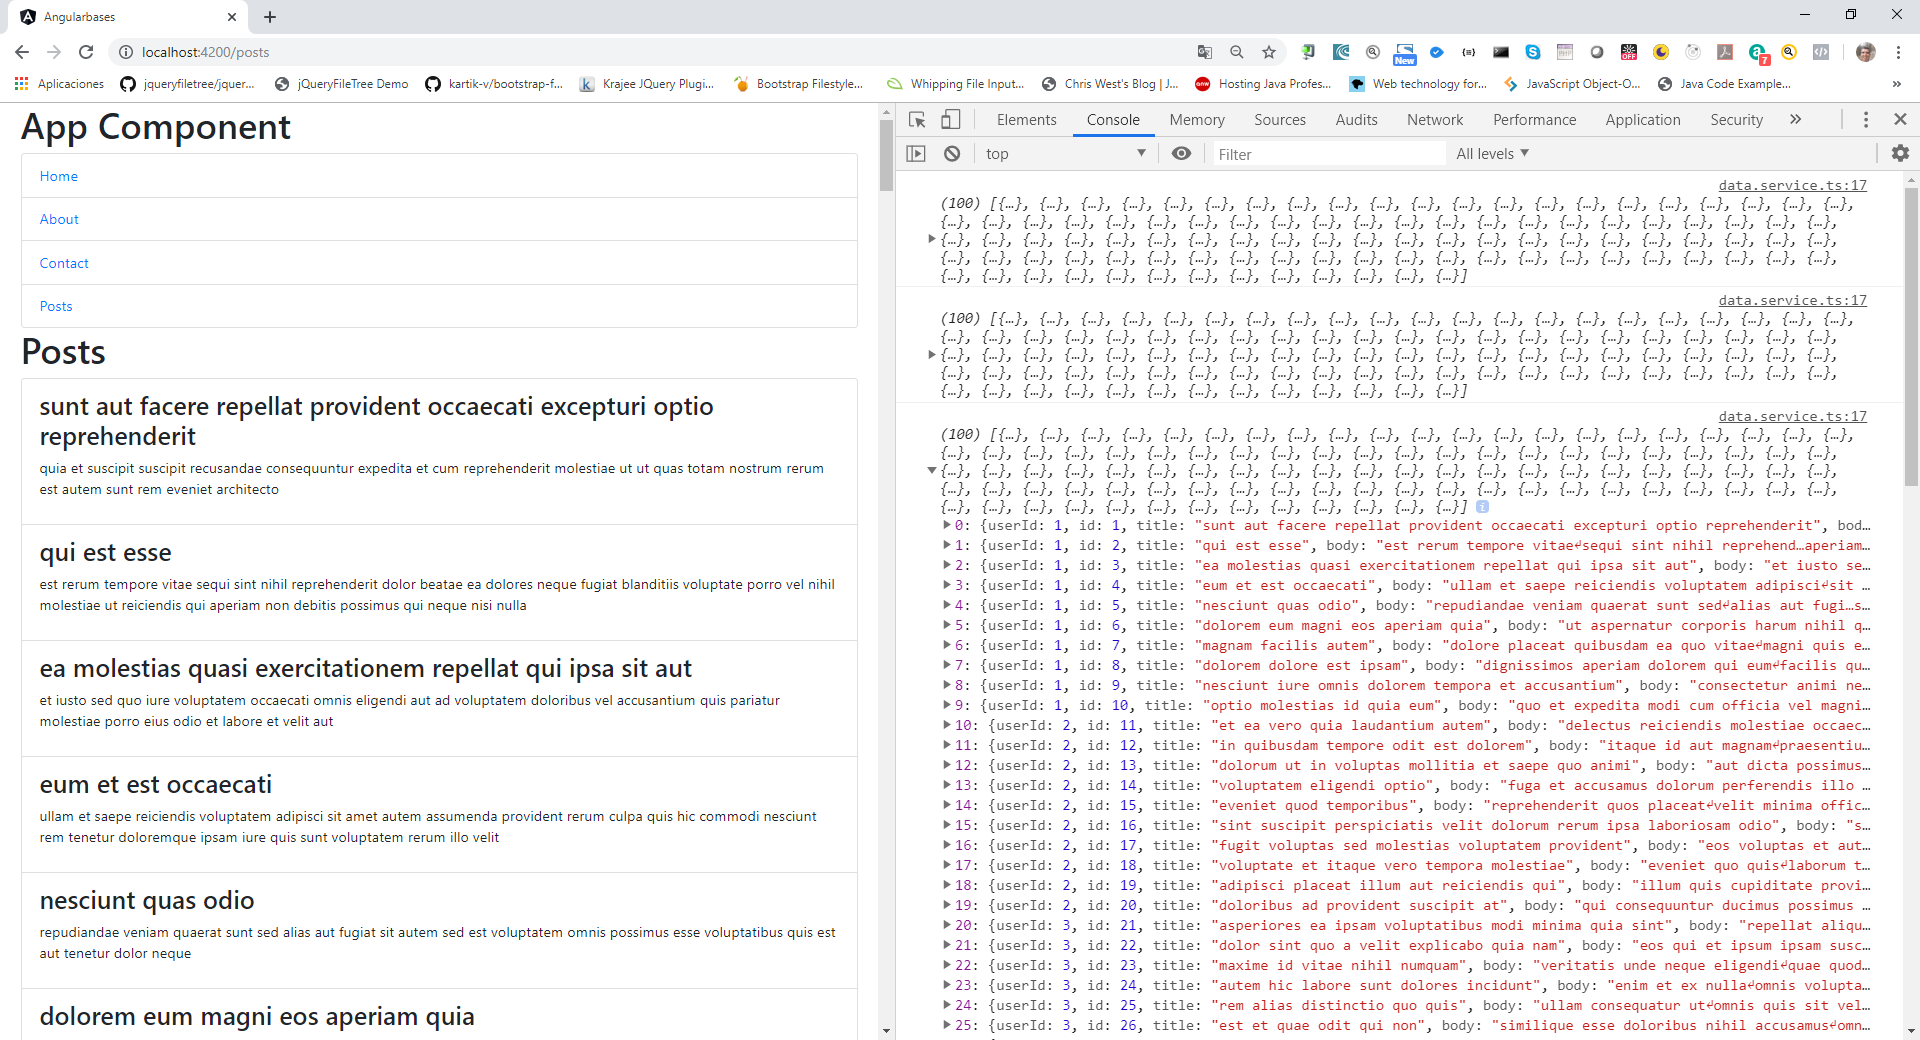 Angularbases
localhost:4200/posts
New
OFF
7
Aplicaciones
jqueryfiletree/jquer...
jQueryFileTree Demo
kartik-v/bootstrap-f...
Krajee JQuery Plugi...
Bootstrap Filestyle...
Whipping File Input...
Chris West's Blog | J...
Hosting Java Profes...
Web technology for...
JavaScript Object-O...
Java Code Example...
App Component
Home
About
Contact
Posts
Posts
sunt aut facere repellat provident occaecati excepturi optio
reprehenderit
quia et suscipit suscipit recusandae consequuntur expedita et cum reprehenderit molestiae ut ut quas totam nostrum rerum
est autem sunt rem eveniet architecto
qui est esse
est rerum tempore vitae sequi sint nihil reprehenderit dolor beatae ea dolores neque fugiat blanditiis voluptate porro vel nihil
molestiae ut reiciendis qui aperiam non debitis possimus qui neque nisi nulla
ea molestias quasi exercitationem repellat qui ipsa sit aut
et iusto sed quo iure voluptatem occaecati omnis eligendi aut ad voluptatem doloribus vel accusantium quis pariatur
molestiae porro eius odio et labore et velit aut
eum et est occaecati
ullam et saepe reiciendis voluptatem adipisci sit amet autem assumenda provident rerum culpa quis hic commodi nesciunt
rem tenetur doloremque ipsam iure quis sunt voluptatem rerum illo velit
nesciunt quas odio
repudiandae veniam quaerat sunt sed alias aut fugiat sit autem sed est voluptatem omnis possimus esse voluptatibus quis est
aut tenetur dolor neque
dolorem eum magni eos aperiam quia
Elements Console Memory Sources Audits Network Performance Application Security
top Filter All levels
data.service.ts:17
(100) [{…}, {…}, {…}, {…}, {…}, {…}, {…}, {…}, {…}, {…}, {…}, {…}, {…}, {…}, {…}, {…}, {…}, {…}, {…}, {…}, {…},
{…}, {…}, {…}, {…}, {…}, {…}, {…}, {…}, {…}, {…}, {…}, {…}, {…}, {…}, {…}, {…}, {…}, {…}, {…}, {…}, {…}, {…},
{…}, {…}, {…}, {…}, {…}, {…}, {…}, {…}, {…}, {…}, {…}, {…}, {…}, {…}, {…}, {…}, {…}, {…}, {…}, {…}, {…}, {…},
{…}, {…}, {…}, {…}, {…}, {…}, {…}, {…}, {…}, {…}, {…}, {…}, {…}, {…}, {…}, {…}, {…}, {…}, {…}, {…}, {…}, {…},
{…}, {…}, {…}, {…}, {…}, {…}, {…}, {…}, {…}, {…}, {…}, {…}, {…}]
data.service.ts:17
(100) [{…}, {…}, {…}, {…}, {…}, {…}, {…}, {…}, {…}, {…}, {…}, {…}, {…}, {…}, {…}, {…}, {…}, {…}, {…}, {…}, {…},
{…}, {…}, {…}, {…}, {…}, {…}, {…}, {…}, {…}, {…}, {…}, {…}, {…}, {…}, {…}, {…}, {…}, {…}, {…}, {…}, {…}, {…},
{…}, {…}, {…}, {…}, {…}, {…}, {…}, {…}, {…}, {…}, {…}, {…}, {…}, {…}, {…}, {…}, {…}, {…}, {…}, {…}, {…}, {…},
{…}, {…}, {…}, {…}, {…}, {…}, {…}, {…}, {…}, {…}, {…}, {…}, {…}, {…}, {…}, {…}, {…}, {…}, {…}, {…}, {…}, {…},
{…}, {…}, {…}, {…}, {…}, {…}, {…}, {…}, {…}, {…}, {…}, {…}, {…}]
data.service.ts:17
(100) [{…}, {…}, {…}, {…}, {…}, {…}, {…}, {…}, {…}, {…}, {…}, {…}, {…}, {…}, {…}, {…}, {…}, {…}, {…}, {…}, {…},
{…}, {…}, {…}, {…}, {…}, {…}, {…}, {…}, {…}, {…}, {…}, {…}, {…}, {…}, {…}, {…}, {…}, {…}, {…}, {…}, {…}, {…},
{…}, {…}, {…}, {…}, {…}, {…}, {…}, {…}, {…}, {…}, {…}, {…}, {…}, {…}, {…}, {…}, {…}, {…}, {…}, {…}, {…}, {…},
{…}, {…}, {…}, {…}, {…}, {…}, {…}, {…}, {…}, {…}, {…}, {…}, {…}, {…}, {…}, {…}, {…}, {…}, {…}, {…}, {…}, {…},
{…}, {…}, {…}, {…}, {…}, {…}, {…}, {…}, {…}, {…}, {…}, {…}, {…}] i
0: {userId: 1, id: 1, title: "sunt aut facere repellat provident occaecati excepturi optio reprehenderit", bod…
1: {userId: 1, id: 2, title: "qui est esse", body: "est rerum tempore vitae↵sequi sint nihil reprehend…aperiam…
2: {userId: 1, id: 3, title: "ea molestias quasi exercitationem repellat qui ipsa sit aut", body: "et iusto se…
3: {userId: 1, id: 4, title: "eum et est occaecati", body: "ullam et saepe reiciendis voluptatem adipisci↵sit …
4: {userId: 1, id: 5, title: "nesciunt quas odio", body: "repudiandae veniam quaerat sunt sed↵alias aut fugi…s…
5: {userId: 1, id: 6, title: "dolorem eum magni eos aperiam quia", body: "ut aspernatur corporis harum nihil q…
6: {userId: 1, id: 7, title: "magnam facilis autem", body: "dolore placeat quibusdam ea quo vitae↵magni quis e…
7: {userId: 1, id: 8, title: "dolorem dolore est ipsam", body: "dignissimos aperiam dolorem qui eum↵facilis qu…
8: {userId: 1, id: 9, title: "nesciunt iure omnis dolorem tempora et accusantium", body: "consectetur animi ne…
9: {userId: 1, id: 10, title: "optio molestias id quia eum", body: "quo et expedita modi cum officia vel magni…
10: {userId: 2, id: 11, title: "et ea vero quia laudantium autem", body: "delectus reiciendis molestiae occaec…
11: {userId: 2, id: 12, title: "in quibusdam tempore odit est dolorem", body: "itaque id aut magnam↵praesentiu…
12: {userId: 2, id: 13, title: "dolorum ut in voluptas mollitia et saepe quo animi", body: "aut dicta possimus…
13: {userId: 2, id: 14, title: "voluptatem eligendi optio", body: "fuga et accusamus dolorum perferendis illo …
14: {userId: 2, id: 15, title: "eveniet quod temporibus", body: "reprehenderit quos placeat↵velit minima offic…
15: {userId: 2, id: 16, title: "sint suscipit perspiciatis velit dolorum rerum ipsa laboriosam odio", body: "s…
16: {userId: 2, id: 17, title: "fugit voluptas sed molestias voluptatem provident", body: "eos voluptas et aut…
17: {userId: 2, id: 18, title: "voluptate et itaque vero tempora molestiae", body: "eveniet quo quis↵laborum t…
18: {userId: 2, id: 19, title: "adipisci placeat illum aut reiciendis qui", body: "illum quis cupiditate provi…
19: {userId: 2, id: 20, title: "doloribus ad provident suscipit at", body: "qui consequuntur ducimus possimus …
20: {userId: 3, id: 21, title: "asperiores ea ipsam voluptatibus modi minima quia sint", body: "repellat aliqu…
21: {userId: 3, id: 22, title: "dolor sint quo a velit explicabo quia nam", body: "eos qui et ipsum ipsam susc…
22: {userId: 3, id: 23, title: "maxime id vitae nihil numquam", body: "veritatis unde neque eligendi↵quae quod…
23: {userId: 3, id: 24, title: "autem hic labore sunt dolores incidunt", body: "enim et ex nulla↵omnis volupta…
24: {userId: 3, id: 25, title: "rem alias distinctio quo quis", body: "ullam consequatur ut↵omnis quis sit vel…
25: {userId: 3, id: 26, title: "est et quae odit qui non", body: "similique esse doloribus nihil accusamus↵omn…